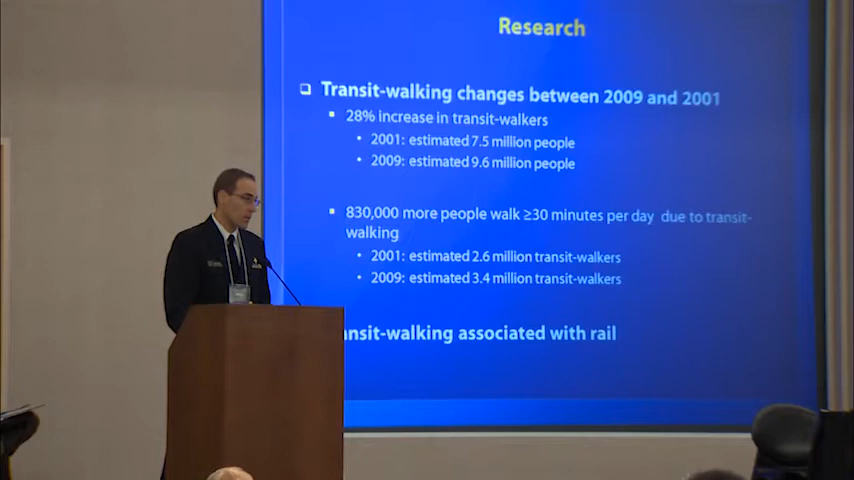 Research
Transit-walking changes between 2009 and 2001
28% increase in transit-walkers
2001: estimated 7.5 million people
2009: estimated 9.6 million people
830,000 more people walk ≥30 minutes per day due to transit-
walking
2001: estimated 2.6 million transit-walkers
2009: estimated 3.4 million transit-walkers
ansit-walking associated with rail